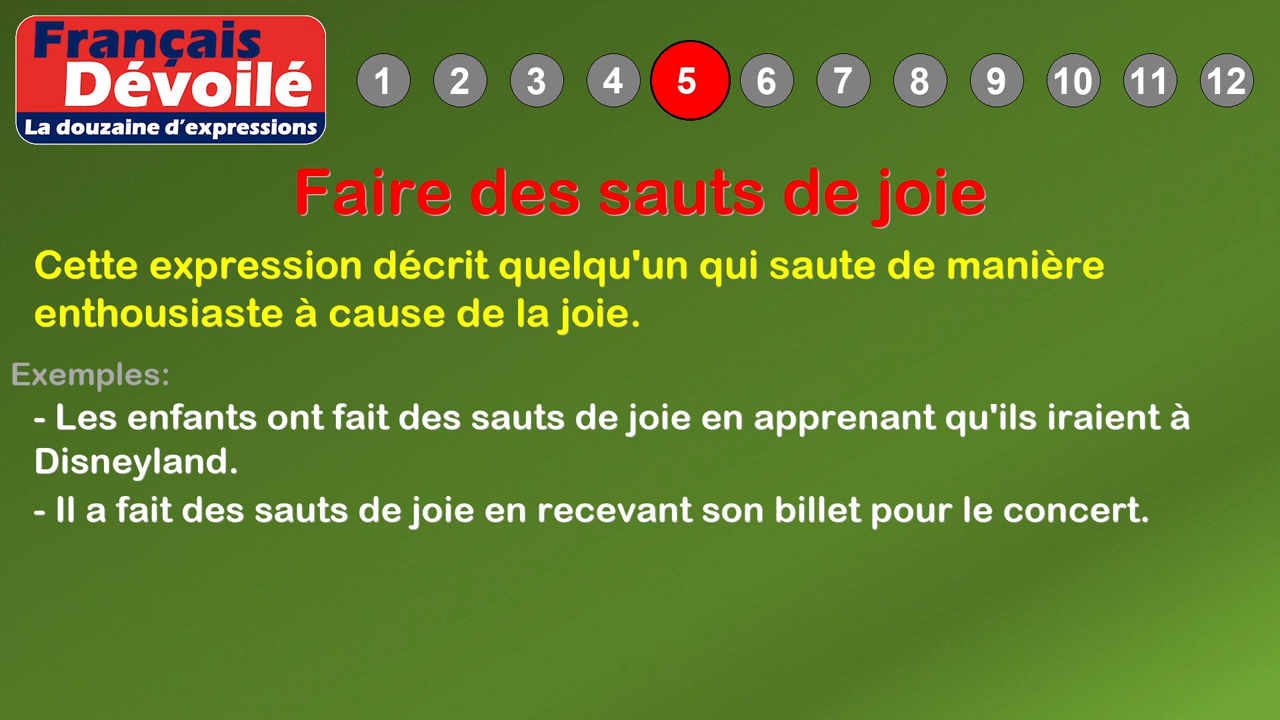 Français
Dévoilé
La douzaine d'expressions
1 2 3 4 5 6 7 8 9 10 11 12
Faire des sauts de joie
Cette expression décrit quelqu'un qui saute de manière
enthousiaste à cause de la joie.
Exemples:
- Les enfants ont fait des sauts de joie en apprenant qu'ils iraient à
Disneyland.
- Il a fait des sauts de joie en recevant son billet pour le concert.